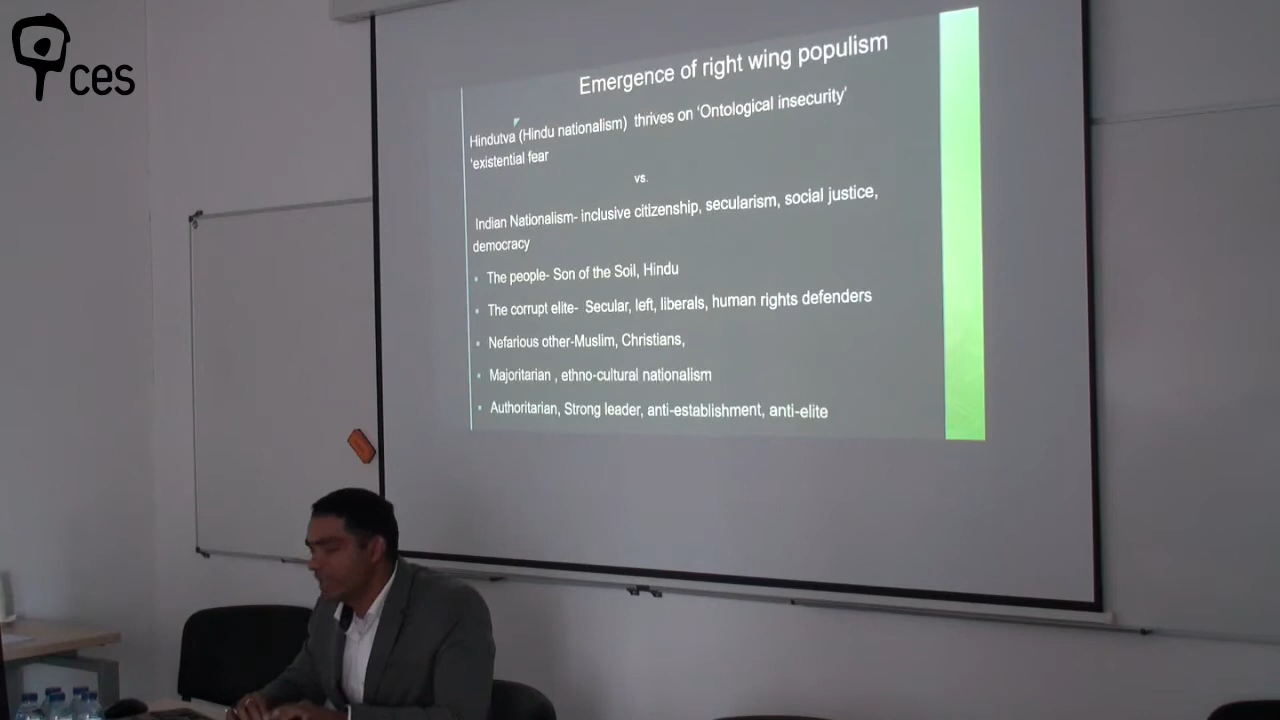 ces
Emergence of right wing populism
Hindutva (Hindu nationalism) thrives on ‘Ontological insecurity’
‘existential fear
vs.
Indian Nationalism- inclusive citizenship, secularism, social justice,
democracy
The people- Son of the Soil, Hindu
The corrupt elite- Secular, left, liberals, human rights defenders
Nefarious other-Muslim, Christians,
Majoritarian , ethno-cultural nationalism
Authoritarian, Strong leader, anti-establishment, anti-elite